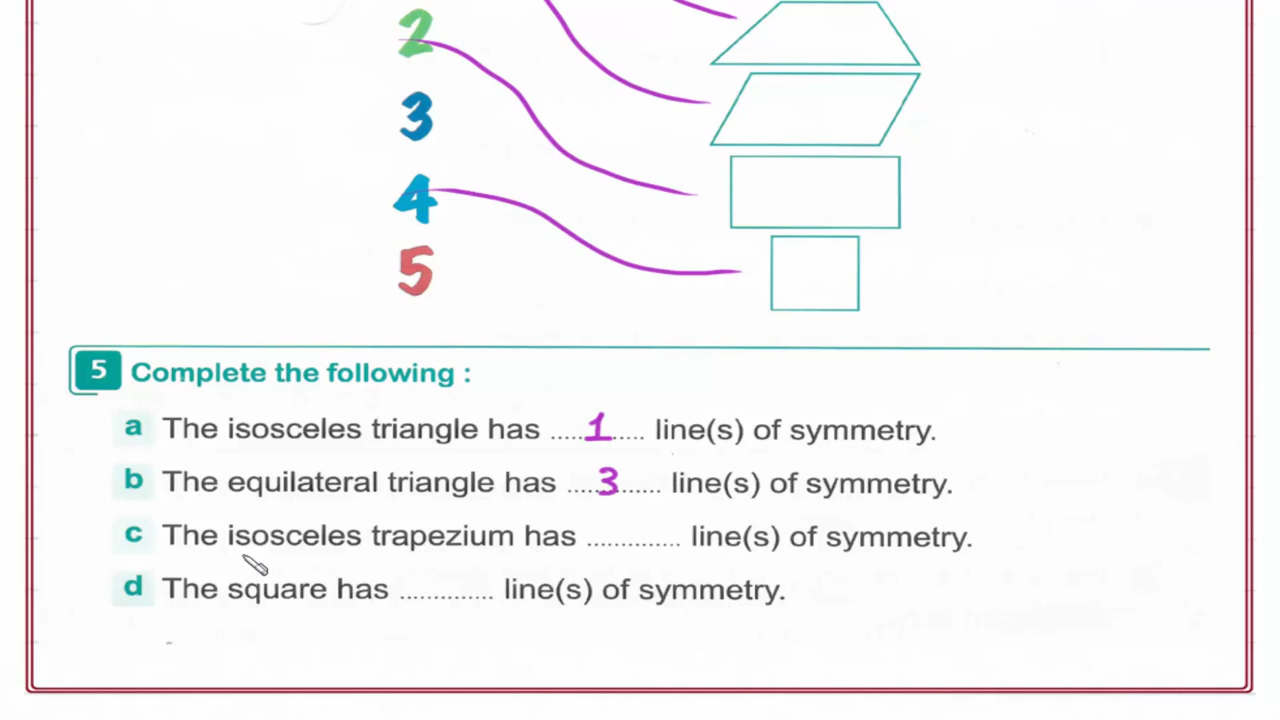 2
3
4
5
5 Complete the following :
a The isosceles triangle has .....1..... line(s) of symmetry.
b The equilateral triangle has .....3...... line(s) of symmetry.
c The isosceles trapezium has ............. line(s) of symmetry.
d The square has ............. line(s) of symmetry.